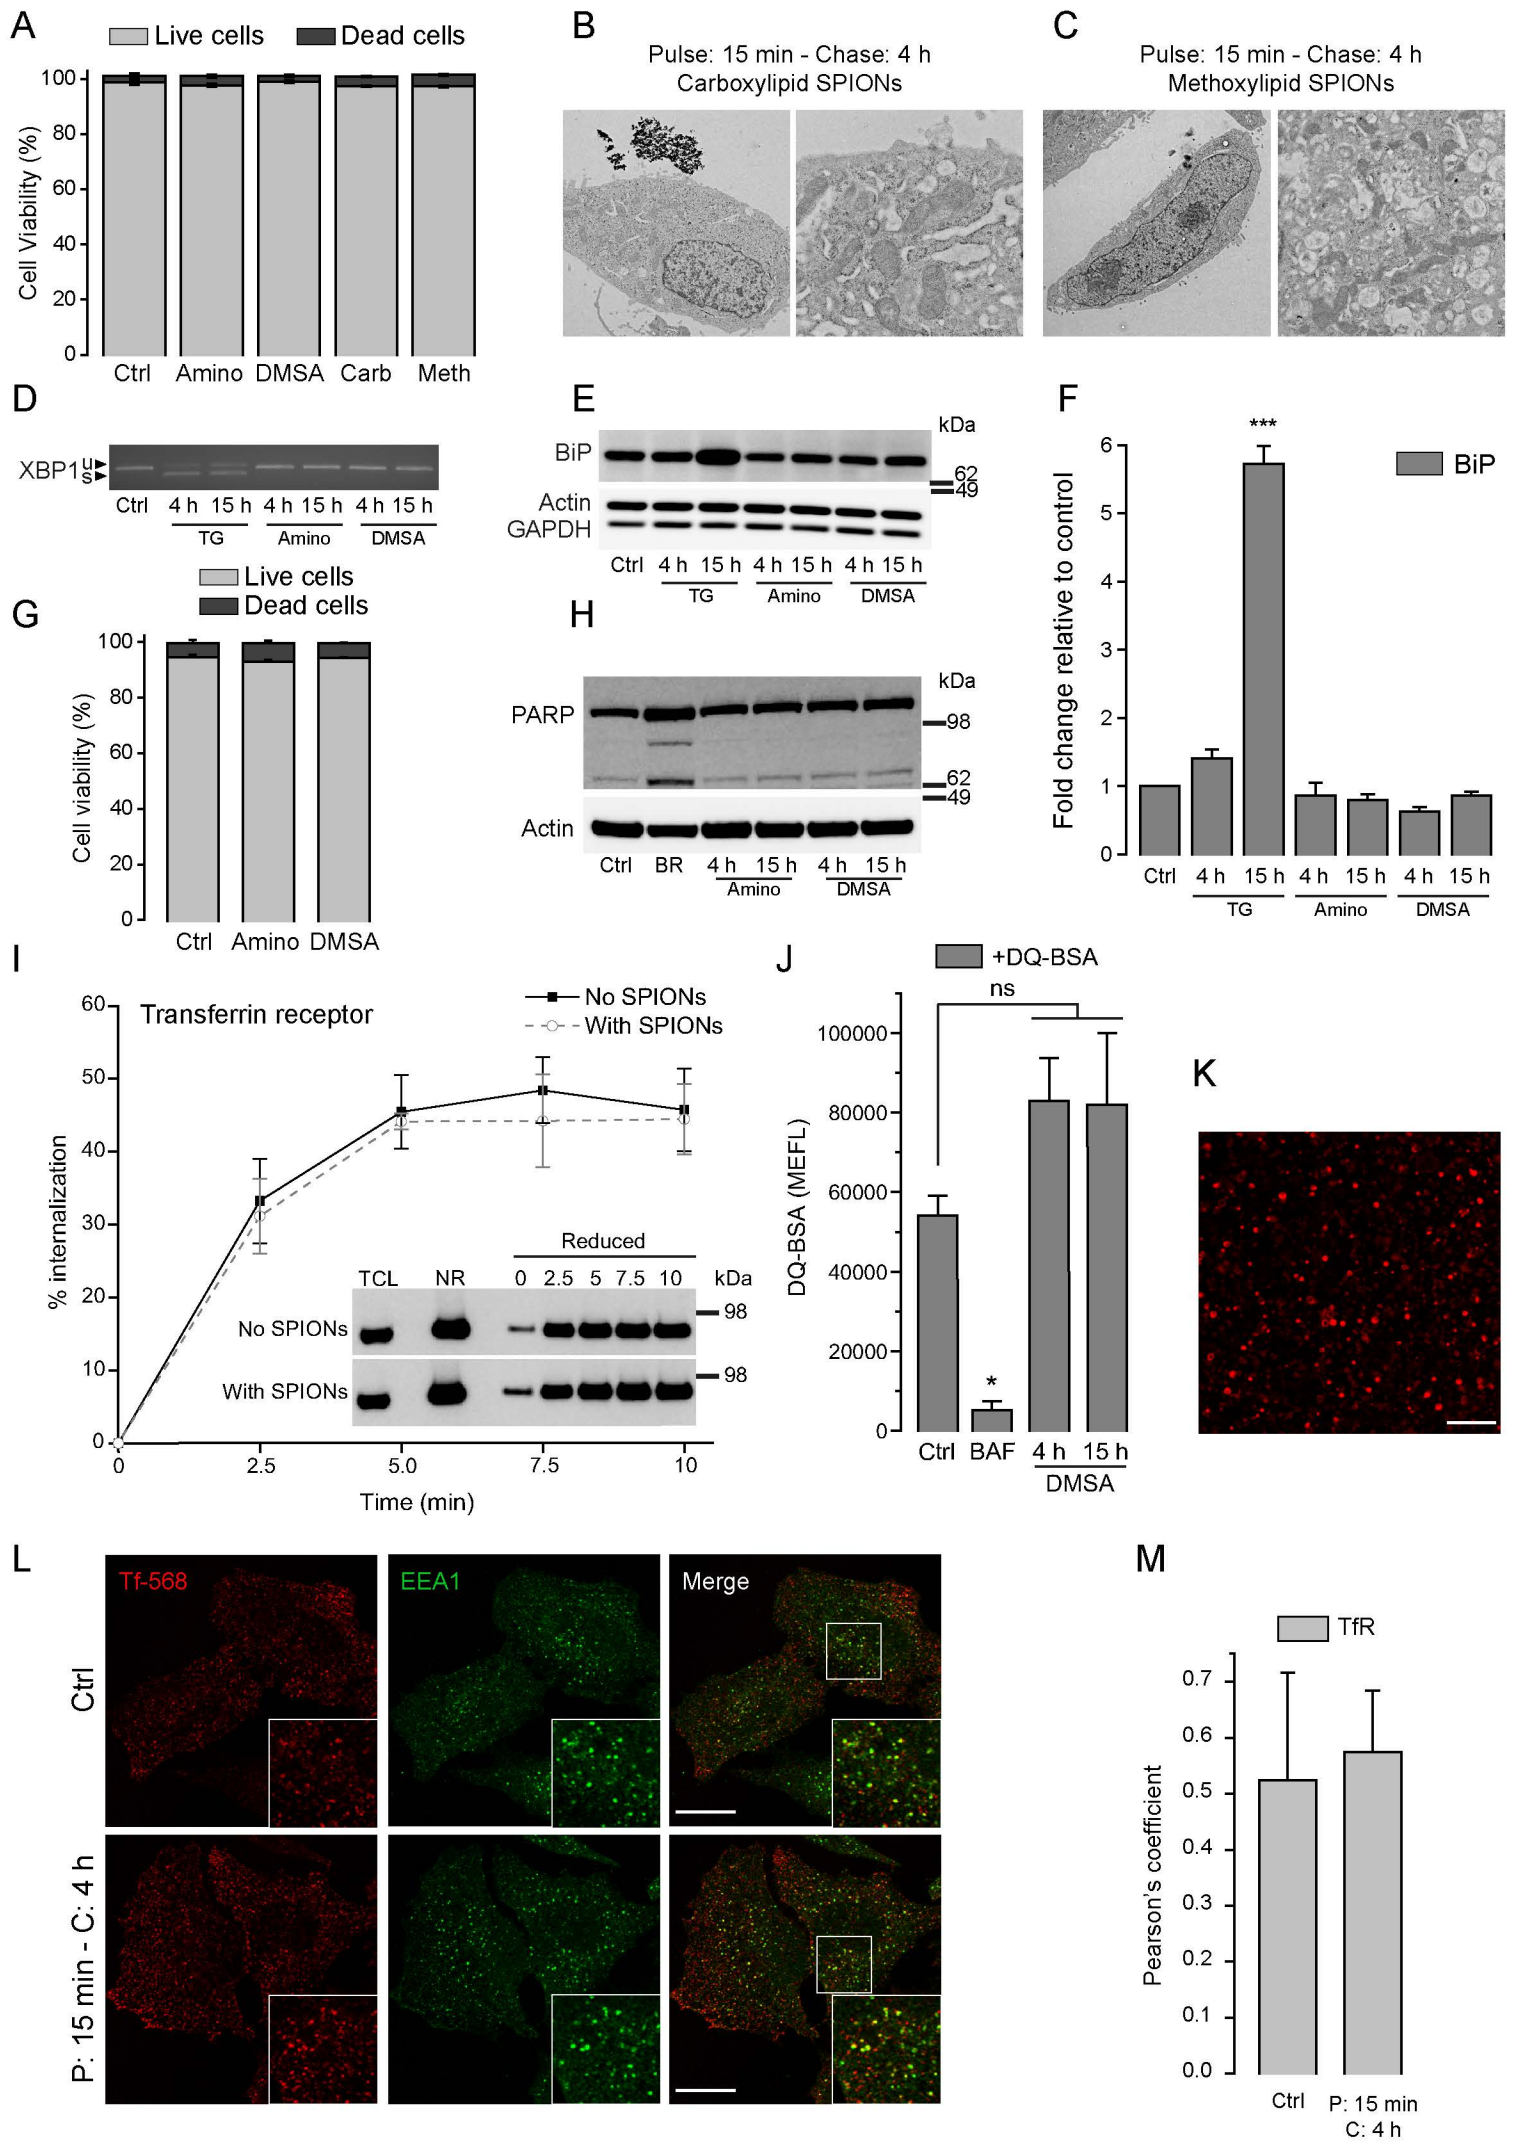 A
Live cells
Dead cells
Cell Viability (%)
100
80
60
40
20
0
Ctrl
Amino
DMSA
Carb
Meth
B
Pulse: 15 min - Chase: 4 h
Carboxylipid SPIONs
C
Pulse: 15 min - Chase: 4 h
Methoxylipid SPIONs
D
XBP1
u
s
Ctrl
4 h 15 h 4 h 15 h 4 h 15 h
TG
Amino
DMSA
E
kDa
BiP
62
49
Actin
GAPDH
Ctrl
4 h 15 h 4 h 15 h 4 h 15 h
TG
Amino
DMSA
F
***
BiP
Fold change relative to control
6
5
4
3
2
1
0
Ctrl
4 h 15 h 4 h 15 h 4 h 15 h
TG
Amino
DMSA
G
Live cells
Dead cells
Cell viability (%)
100
80
60
40
20
0
Ctrl
Amino
DMSA
H
kDa
PARP
98
62
49
Actin
Ctrl
BR
4 h 15 h 4 h 15 h
Amino
DMSA
I
Transferrin receptor
No SPIONs
With SPIONs
% internalization
60
50
40
30
20
10
0
0
2.5
5.0
7.5
10
Time (min)
Reduced
TCL NR 0 2.5 5 7.5 10 kDa
No SPIONs
98
With SPIONs
98
J
+DQ-BSA
ns
DQ-BSA (MEFL)
100000
80000
60000
40000
20000
0
*
Ctrl
BAF
4 h 15 h
DMSA
K
L
Tf-568
EEA1
Merge
Ctrl
P: 15 min - C: 4 h
M
TfR
Pearson's coefficient
0.7
0.6
0.5
0.4
0.3
0.2
0.1
0.0
Ctrl
P: 15 min
C: 4 h